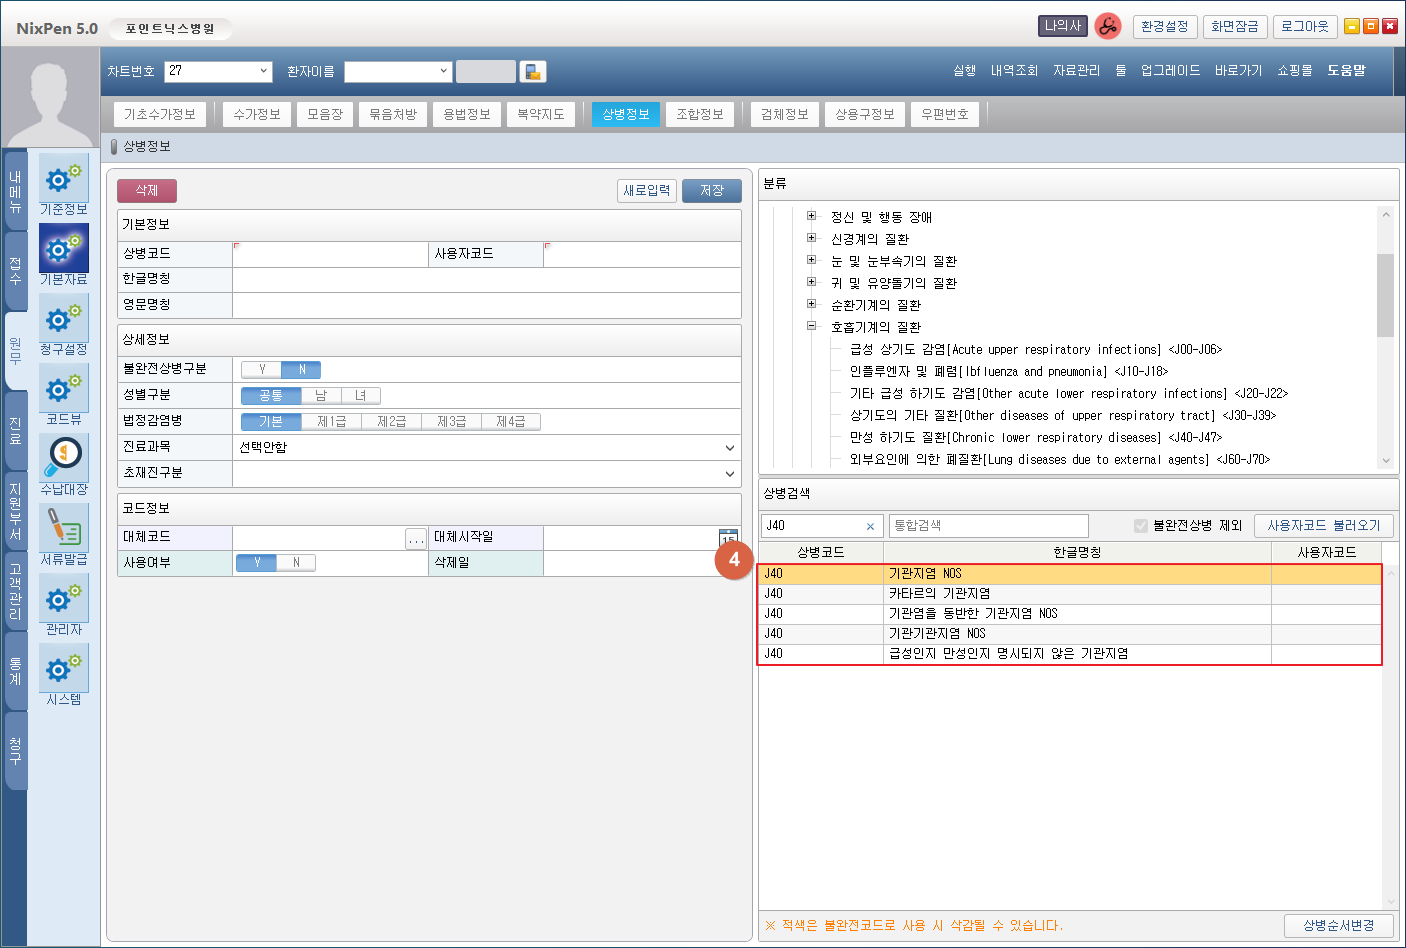 NixPen 5.0 포인트닉스병원 나의사 환경설정 화면잠금 로그아웃
차트번호 27 환자이름 실행 내역조회 자료관리 툴 업그레이드 바로가기 쇼핑몰 도움말
기초수가정보 수가정보 모음장 묶음처방 용법정보 복약지도 상병정보 조합정보 검체정보 상용구정보 우편번호
상병정보
내메뉴
접수
원무
진료
지원부서
고객관리
통계
청구
기준정보
기본자료
청구설정
코드뷰
수납대장
서류발급
관리자
시스템
삭제 새로입력 저장
기본정보
상병코드 사용자코드
한글명칭
영문명칭
상세정보
불완전상병구분 Y N
성별구분 공통 남 녀
법정감염병 기본 제1급 제2급 제3급 제4급
진료과목 선택안함
초재진구분
코드정보
대체코드 ... 대체시작일 15
사용여부 Y N 삭제일
4
분류
정신 및 행동 장애
신경계의 질환
눈 및 눈부속기의 질환
귀 및 유양돌기의 질환
순환기계의 질환
호흡기계의 질환
급성 상기도 감염[Acute upper respiratory infections] <J00-J06>
인플루엔자 및 폐렴[Ibfluenza and pneumonia] <J10-J18>
기타 급성 하기도 감염[Other acute lower respiratory infections] <J20-J22>
상기도의 기타 질환[Other diseases of upper respiratory tract] <J30-J39>
만성 하기도 질환[Chronic lower respiratory diseases] <J40-J47>
외부요인에 의한 폐질환[Lung diseases due to external agents] <J60-J70>
상병검색
J40 × 통합검색 불완전상병 제외 사용자코드 불러오기
상병코드 한글명칭 사용자코드
J40 기관지염 NOS
J40 카타르의 기관지염
J40 기관염을 동반한 기관지염 NOS
J40 기관기관지염 NOS
J40 급성인지 만성인지 명시되지 않은 기관지염
※ 적색은 불완전코드로 사용 시 삭감될 수 있습니다. 상병순서변경